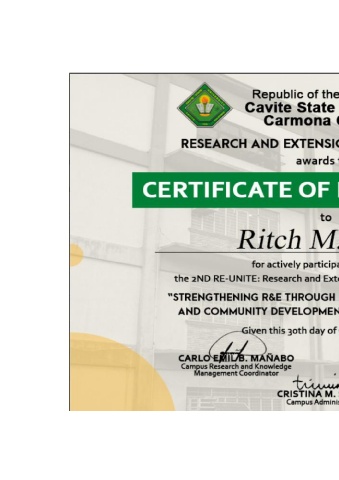 Republic of the
Cavite State
Carmona
RESEARCH AND EXTENSIO
awards
CERTIFICATE OF
to
Ritch M.
for actively participa
the 2ND RE-UNITE: Research and Exte
"STRENGTHENING R&E THROUGH
AND COMMUNITY DEVELOPMEN
Given this 30th day of
CARLO EMIL B. MAÑABO
Campus Research and Knowledge
Management Coordinator
CRISTINA M.
Campus Adminis